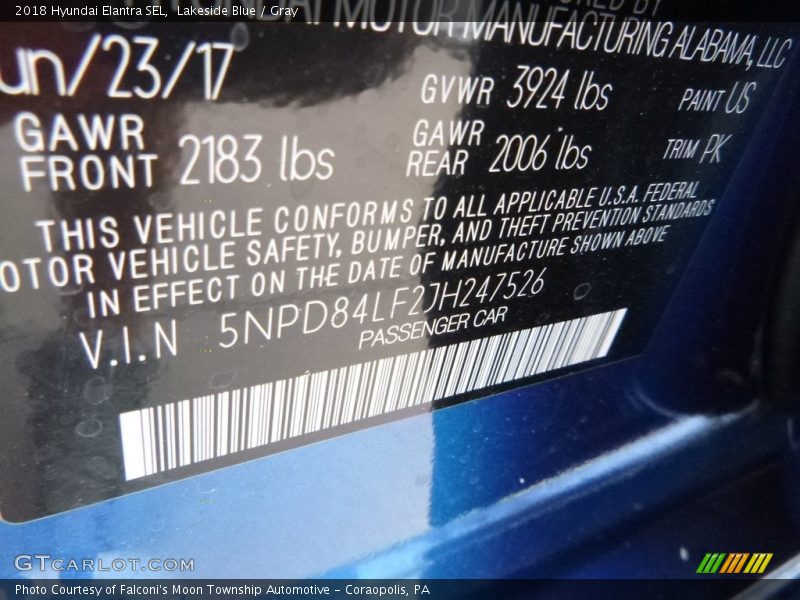 2018 Hyundai Elantra SEL,  Lakeside Blue / Gray
BY
MOTOR MANUFACTURING ALABAMA, LLC
un/23/17
GVWR 3924 lbs
PAINT US
GAWR FRONT 2183 lbs
GAWR REAR 2006 lbs
TRIM PK
THIS VEHICLE CONFORMS TO ALL APPLICABLE U.S.A. FEDERAL
OTOR VEHICLE SAFETY, BUMPER, AND THEFT PREVENTION STANDARDS
IN EFFECT ON THE DATE OF MANUFACTURE SHOWN ABOVE
V.I.N 5NPD84LF2JH247526
PASSENGER CAR
GTCARLOT.COM
Photo Courtesy of Falconi's Moon Township Automotive - Coraopolis, PA